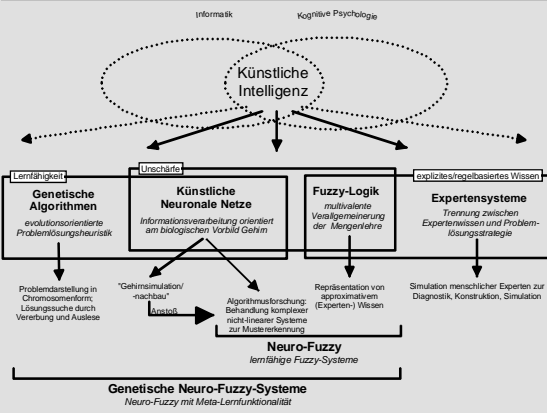 Informatik
Kognitive Psychologie
Künstliche
Intelligenz
Lernfähigkeit
Unschärfe
explizites/regelbasiertes Wissen
Genetische
Algorithmen
evolutionsorientierte
Problemlösungsheuristik
Künstliche
Neuronale Netze
Informationsverarbeitung orientiert
am biologischen Vorbild Gehirn
Fuzzy-Logik
multivalente
Verallgemeinerung
der Mengenlehre
Expertensysteme
Trennung zwischen
Expertenwissen und Problem-
lösungsstrategie
Problemdarstellung in
Chromosomenform;
Lösungssuche durch
Vererbung und Auslese
"Gehirnsimulation/
-nachbau"
Anstoß
Algorithmusforschung:
Behandlung komplexer
nicht-linearer Systeme
zur Mustererkennung
Repräsentation von
approximativem
(Experten-) Wissen
Simulation menschlicher Experten zur
Diagnostik, Konstruktion, Simulation
Neuro-Fuzzy
lernfähige Fuzzy-Systeme
Genetische Neuro-Fuzzy-Systeme
Neuro-Fuzzy mit Meta-Lernfunktionalität